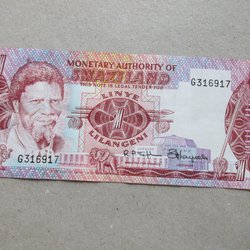 MONETARY AUTHORITY OF
SWAZILAND
THIS NOTE IS LEGAL TENDER FOR
G316917
LINYE
1
LILANGENI
G316917